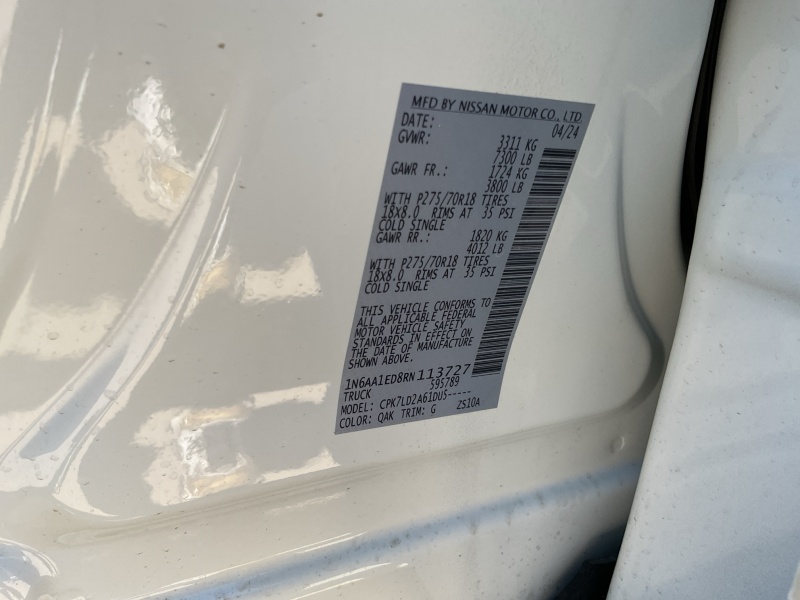 MFD BY NISSAN MOTOR CO., LTD.
DATE: 04/24
GVWR: 3311 KG
7300 LB
GAWR FR.: 1724 KG
3800 LB
WITH P275/70R18 TIRES
18X8.0 RIMS AT 35 PSI
COLD SINGLE
GAWR RR.: 1820 KG
4012 LB
WITH P275/70R18 TIRES
18X8.0 RIMS AT 35 PSI
COLD SINGLE
THIS VEHICLE CONFORMS TO
ALL APPLICABLE FEDERAL
MOTOR VEHICLE SAFETY
STANDARDS IN EFFECT ON
THE DATE OF MANUFACTURE
SHOWN ABOVE.
1N6AA1ED8RN113727
TRUCK 595789
MODEL: CPK7LD2A61DUS-----
COLOR: QAK TRIM: G ZS10A